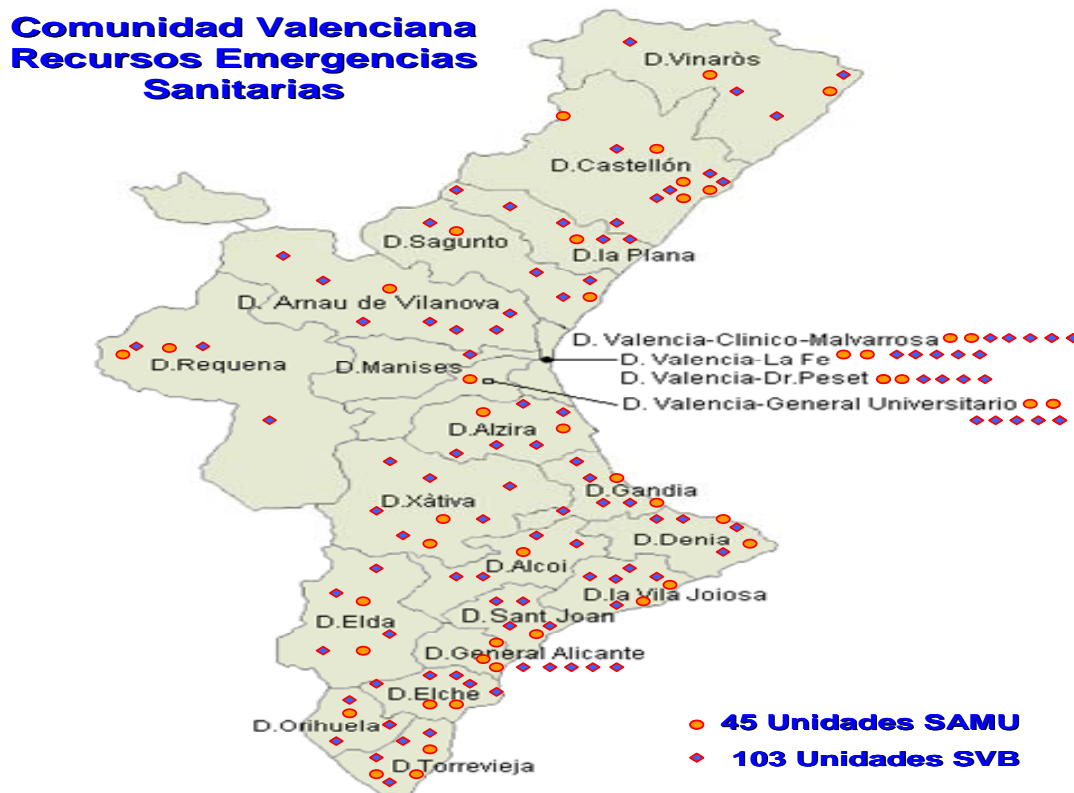 Comunidad Valenciana
Recursos Emergencias
Sanitarias
D.Vinaròs
D.Castellón
D.Sagunto
D.la Plana
D. Arnau de Vilanova
D. Valencia-Clinico-Malvarrosa
D. Valencia-La Fe
D.Requena
D.Manises
D. Valencia-Dr.Peset
D. Valencia-General Universitario
D.Alzira
D.Gandia
D.Xàtiva
D.Denia
D.Alcoi
D.la Vila Joiosa
D.Sant Joan
D.Elda
D.General Alicante
D.Elche
D.Orihuela
45 Unidades SAMU
103 Unidades SVB
D.Torrevieja